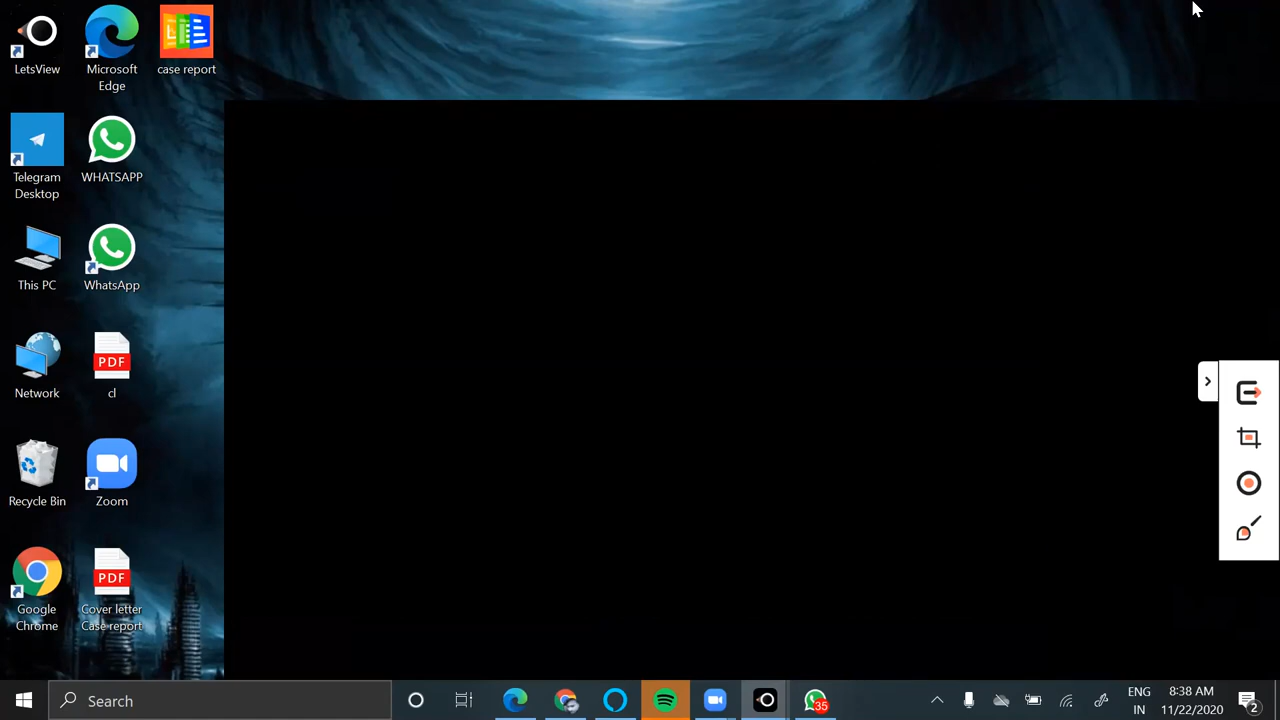 LetsView
Microsoft
Edge
case report
Telegram
Desktop
WHATSAPP
This PC
WhatsApp
Network
PDF
cl
Recycle Bin
Zoom
Google
Chrome
PDF
Cover letter
Case report
Search
35
ENG
IN
8:38 AM
11/22/2020
2